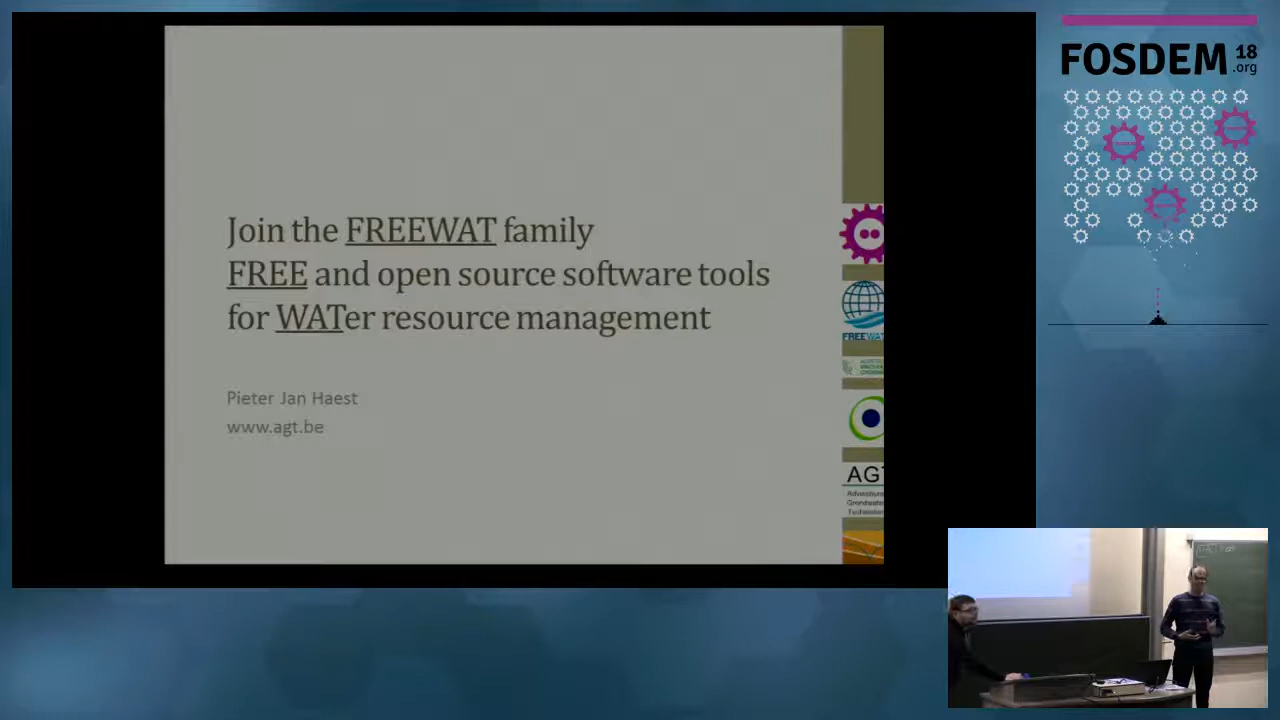 Join the FREEWAT family
FREE and open source software tools
for WATer resource management
Pieter Jan Haest
www.agt.be
FREEWAT
AGT
FOSDEM 18
.org